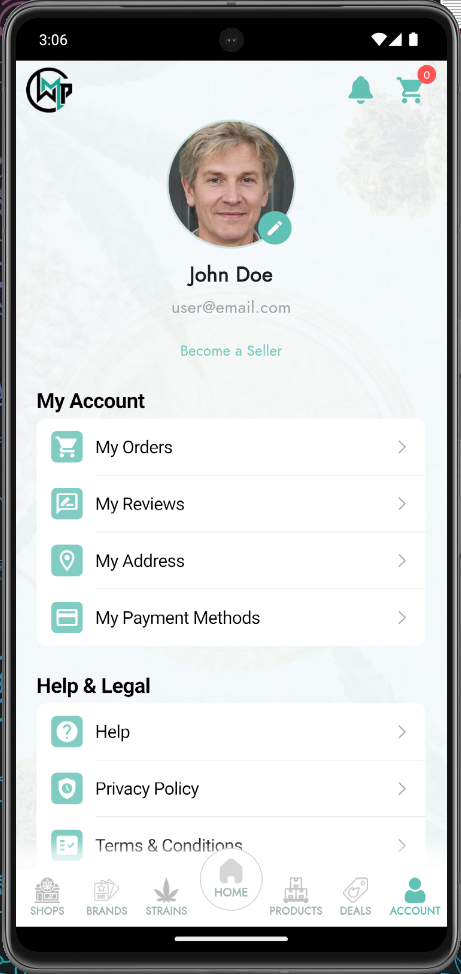 3:06
CWMP
0
John Doe
user@email.com
Become a Seller
My Account
My Orders
My Reviews
My Address
My Payment Methods
Help & Legal
Help
Privacy Policy
Terms & Conditions
SHOPS
BRANDS
STRAINS
HOME
PRODUCTS
DEALS
ACCOUNT